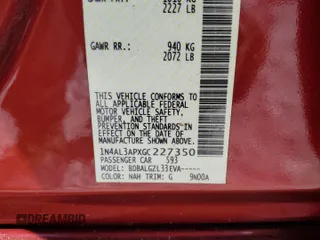 2227 LB
GAWR RR: 940 KG
2072 LB
THIS VEHICLE CONFORMS TO
ALL APPLICABLE FEDERAL
MOTOR VEHICLE SAFETY,
BUMPER, AND THEFT
PREVENTION STANDARDS IN
EFFECT ON THE DATE OF
MANUFACTURE SHOWN ABOVE.
1N4AL3APXGC227350
PASSENGER CAR 593
MODEL: BDBALGZL33EVA-----
COLOR: NAH TRIM: G 9N00A
DREAMBID